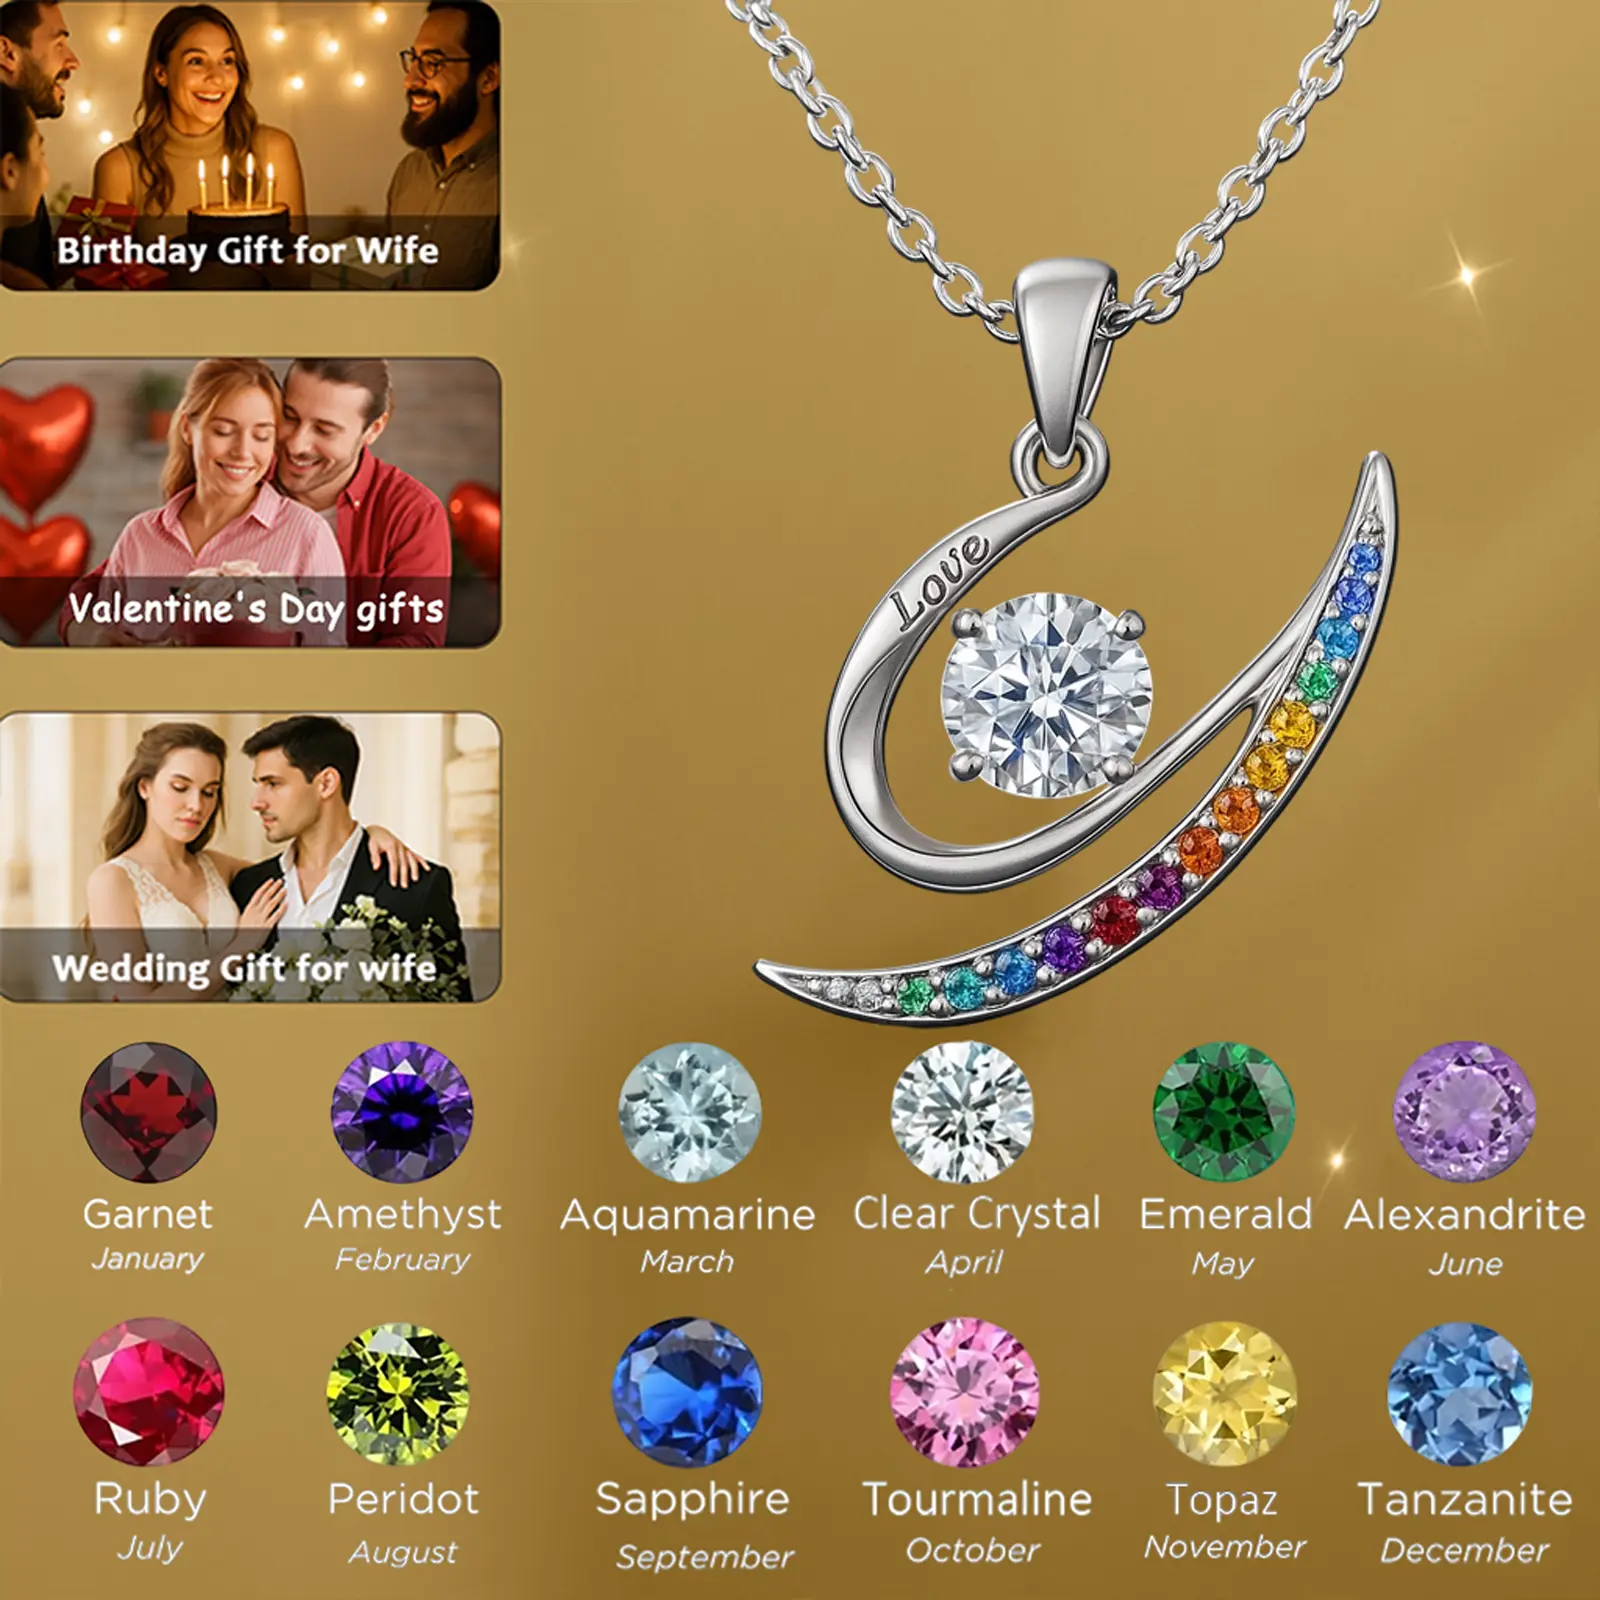 Birthday Gift for Wife
Valentine's Day gifts
Wedding Gift for wife
Love
Garnet
January
Amethyst
February
Aquamarine
March
Clear Crystal
April
Emerald
May
Alexandrite
June
Ruby
July
Peridot
August
Sapphire
September
Tourmaline
October
Topaz
November
Tanzanite
December